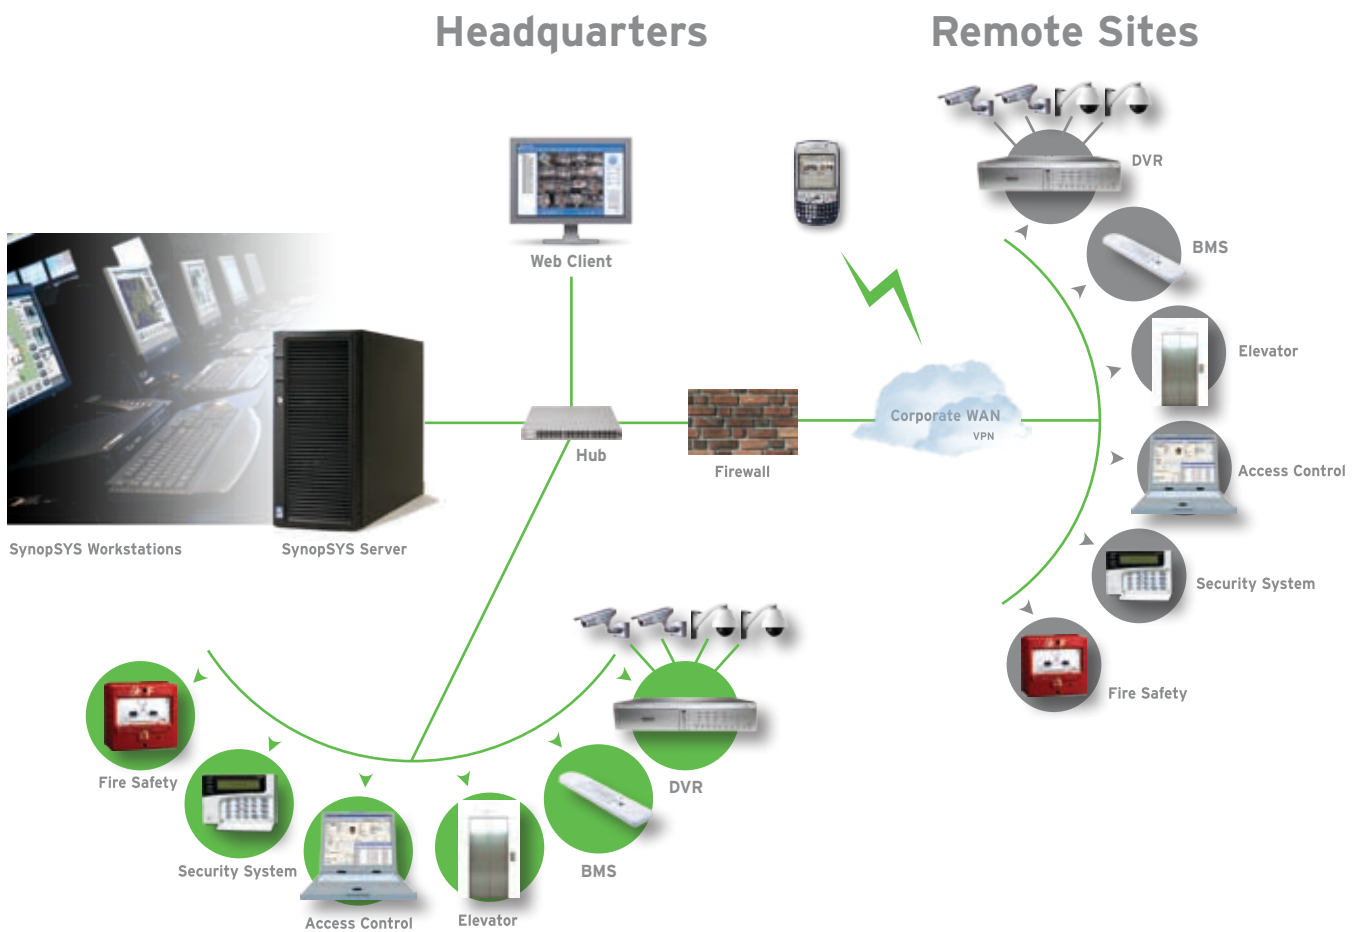 Headquarters
Remote Sites
DVR
BMS
Web Client
Elevator
Corporate WAN
VPN
Hub
Firewall
Access Control
SynopSYS Workstations
SynopSYS Server
Security System
Fire Safety
Fire Safety
DVR
Security System
BMS
Access Control
Elevator